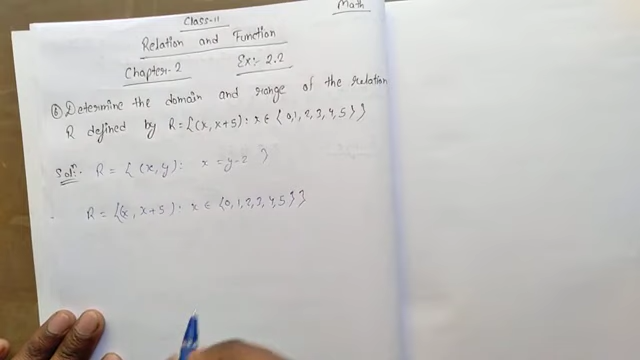 Math
Class-11
Relation and Function
Chapter-2 Ex:- 2.2
⑥ Determine the domain and range of the relation
R defined by R = {(x, x+5) : x ∈ {0,1,2,3,4,5}}
Soln:- R = { (x, y) : x = y-2 }
R = {(x, x+5) : x ∈ {0,1,2,3,4,5}}